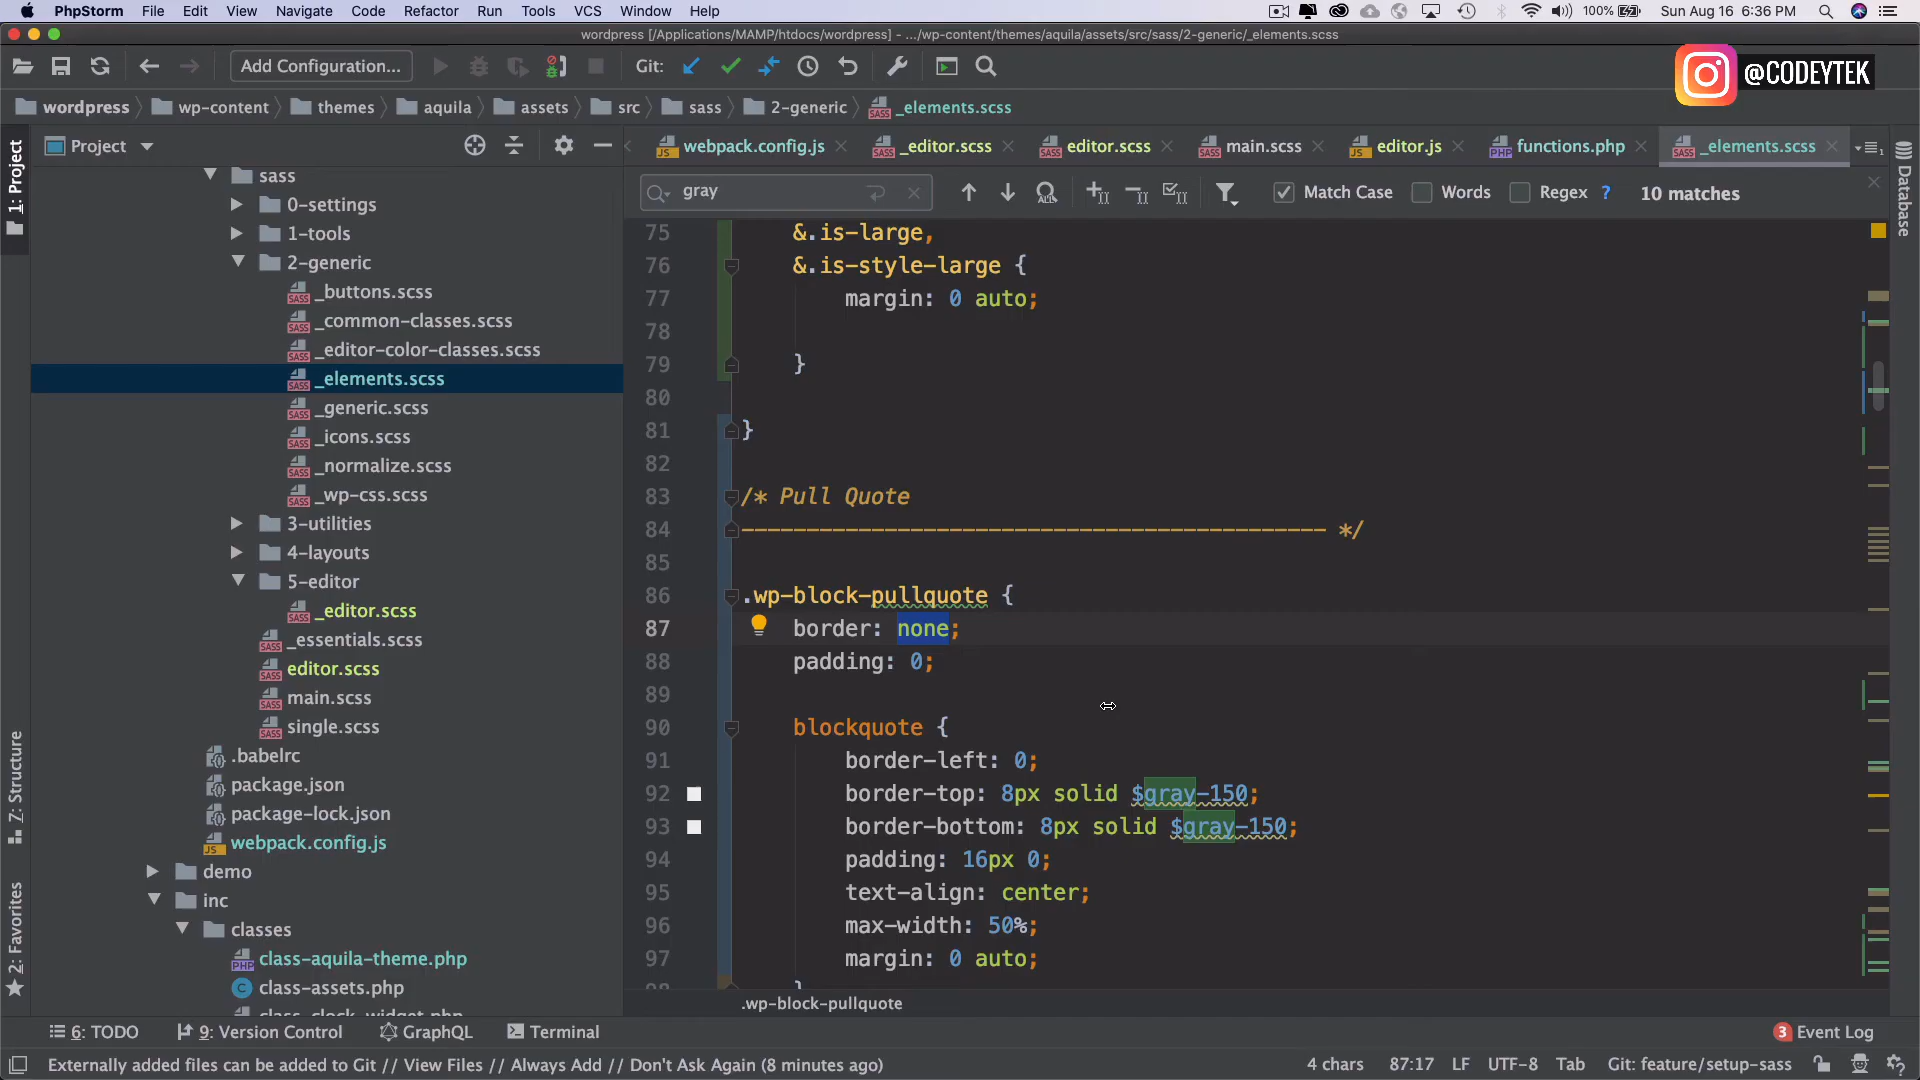 PhpStorm File Edit View Navigate Code Refactor Run Tools VCS Window Help 100% Sun Aug 16 6:36 PM
wordpress [/Applications/MAMP/htdocs/wordpress] - .../wp-content/themes/aquila/assets/src/sass/2-generic/_elements.scss
Add Configuration... Git:
@CODEYTEK
wordpress wp-content themes aquila assets src sass 2-generic _elements.scss
Project webpack.config.js _editor.scss editor.scss main.scss editor.js functions.php _elements.scss
gray Match Case Words Regex ? 10 matches
1: Project
7: Structure
2: Favorites
Database
sass
0-settings
1-tools
2-generic
_buttons.scss
_common-classes.scss
_editor-color-classes.scss
_elements.scss
_generic.scss
_icons.scss
_normalize.scss
_wp-css.scss
3-utilities
4-layouts
5-editor
_editor.scss
_essentials.scss
editor.scss
main.scss
single.scss
.babelrc
package.json
package-lock.json
webpack.config.js
demo
inc
classes
class-aquila-theme.php
class-assets.php
class-clock_widget.php
75 &.is-large,
76 &.is-style-large {
77 margin: 0 auto;
78
79 }
80
81 }
82
83 /* Pull Quote
84 --------------------------------------------- */
85
86 .wp-block-pullquote {
87 border: none;
88 padding: 0;
89
90 blockquote {
91 border-left: 0;
92 border-top: 8px solid $gray-150;
93 border-bottom: 8px solid $gray-150;
94 padding: 16px 0;
95 text-align: center;
96 max-width: 50%;
97 margin: 0 auto;
98 }
.wp-block-pullquote
6: TODO 9: Version Control GraphQL Terminal 3 Event Log
Externally added files can be added to Git // View Files // Always Add // Don't Ask Again (8 minutes ago) 4 chars 87:17 LF UTF-8 Tab Git: feature/setup-sass